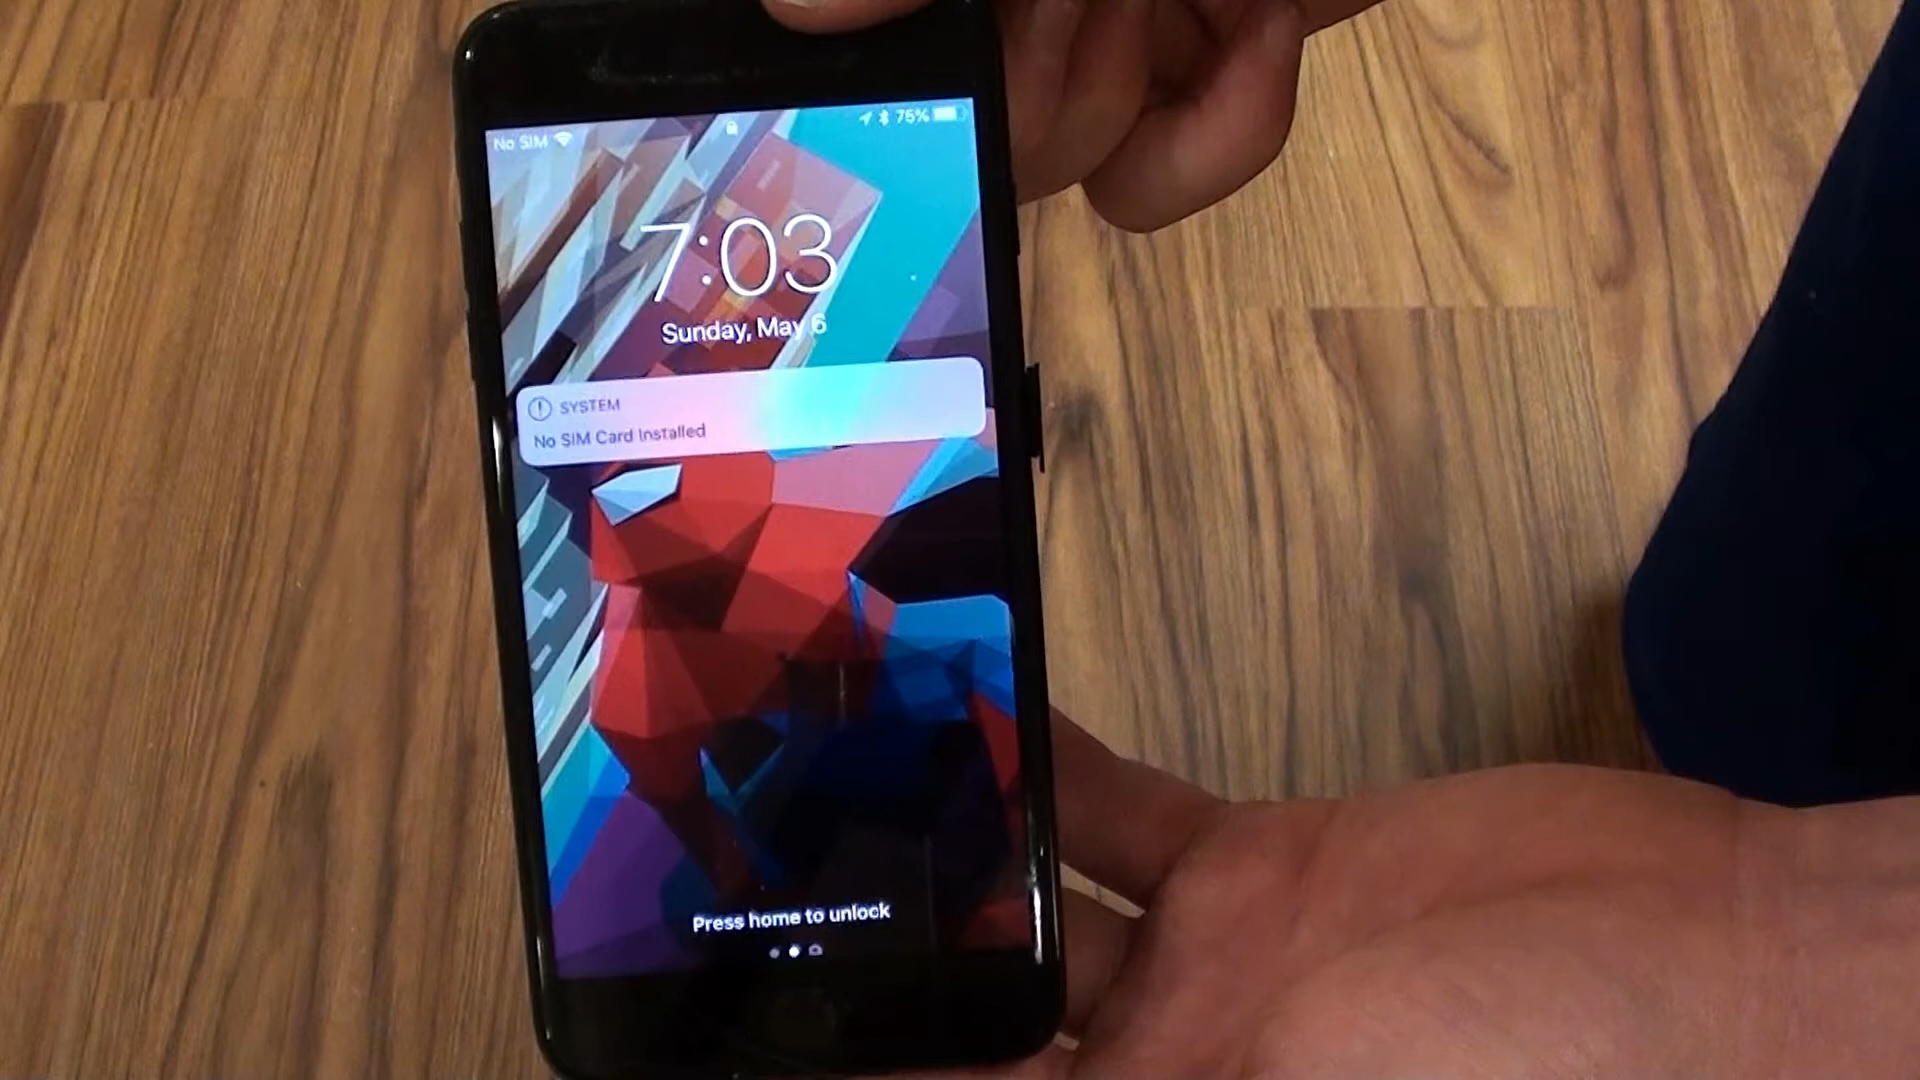 No SIM 75%
7:03
Sunday, May 6
SYSTEM
No SIM Card Installed
Press home to unlock